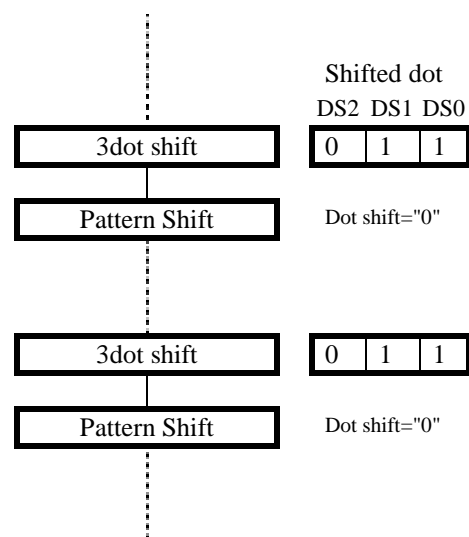 Shifted dot
DS2 DS1 DS0
3dot shift 0 1 1
Pattern Shift Dot shift="0"
3dot shift 0 1 1
Pattern Shift Dot shift="0"